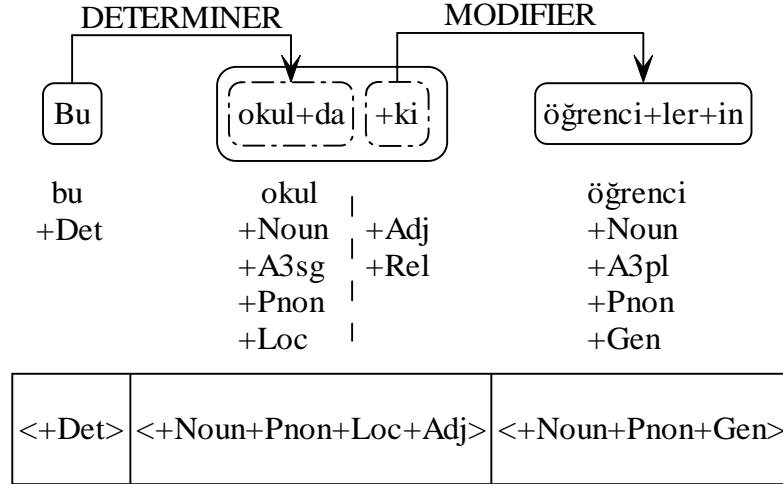 DETERMINER MODIFIER
Bu okul+da +ki öğrenci+ler+in
bu okul öğrenci
+Det +Noun +Adj +Noun
+A3sg +Rel +A3pl
+Pnon +Pnon
+Loc +Gen
<+Det> <+Noun+Pnon+Loc+Adj> <+Noun+Pnon+Gen>